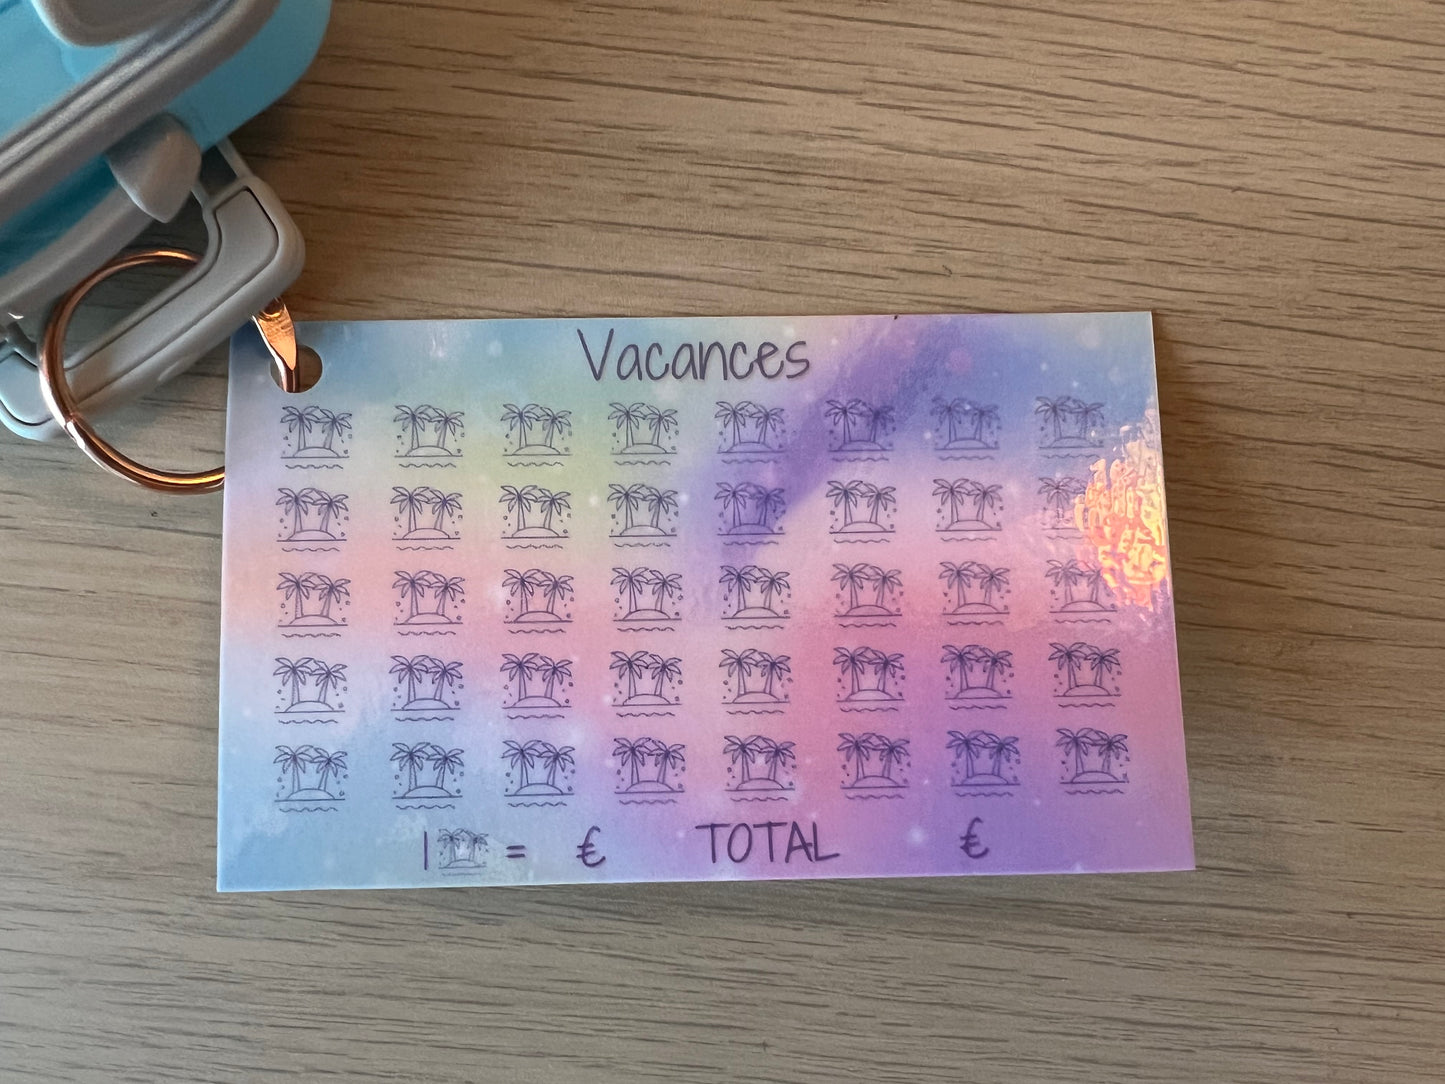 Vacances
1 = € TOTAL €